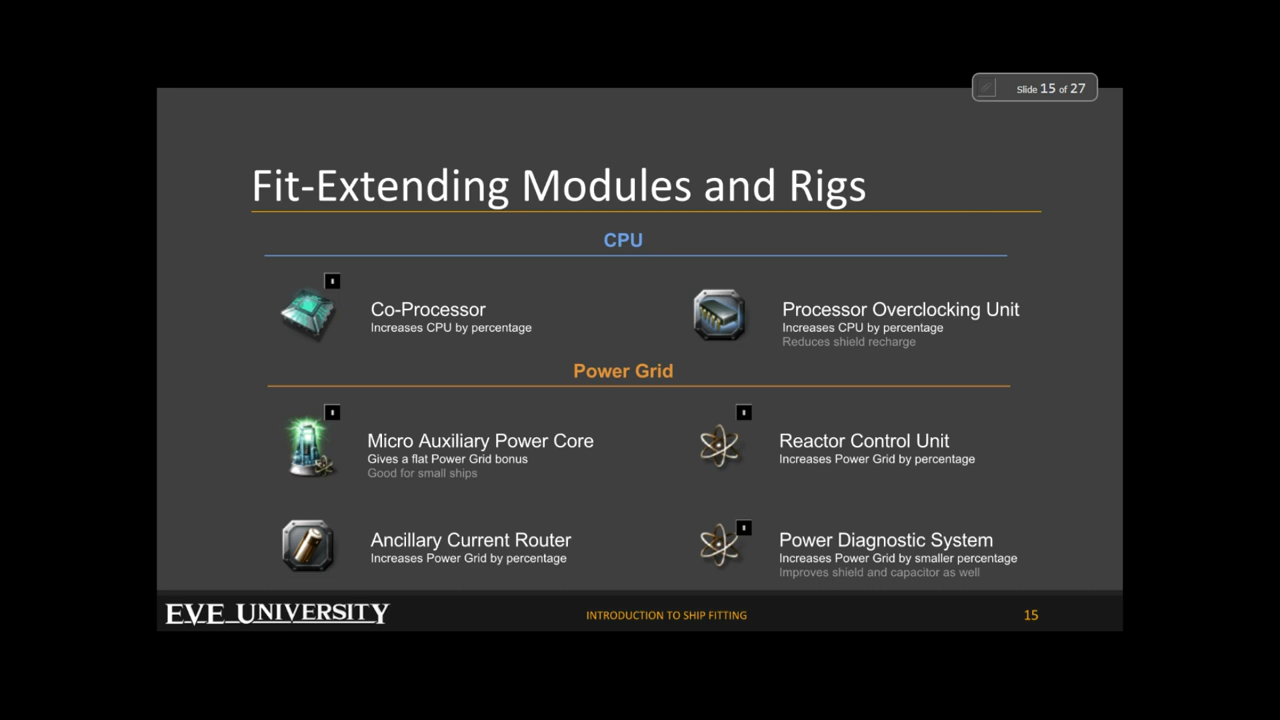 Slide 15 of 27
Fit-Extending Modules and Rigs
CPU
Co-Processor
Increases CPU by percentage
Processor Overclocking Unit
Increases CPU by percentage
Reduces shield recharge
Power Grid
Micro Auxiliary Power Core
Gives a flat Power Grid bonus
Good for small ships
Reactor Control Unit
Increases Power Grid by percentage
Ancillary Current Router
Increases Power Grid by percentage
Power Diagnostic System
Increases Power Grid by smaller percentage
Improves shield and capacitor as well
EVE UNIVERSITY
INTRODUCTION TO SHIP FITTING
15